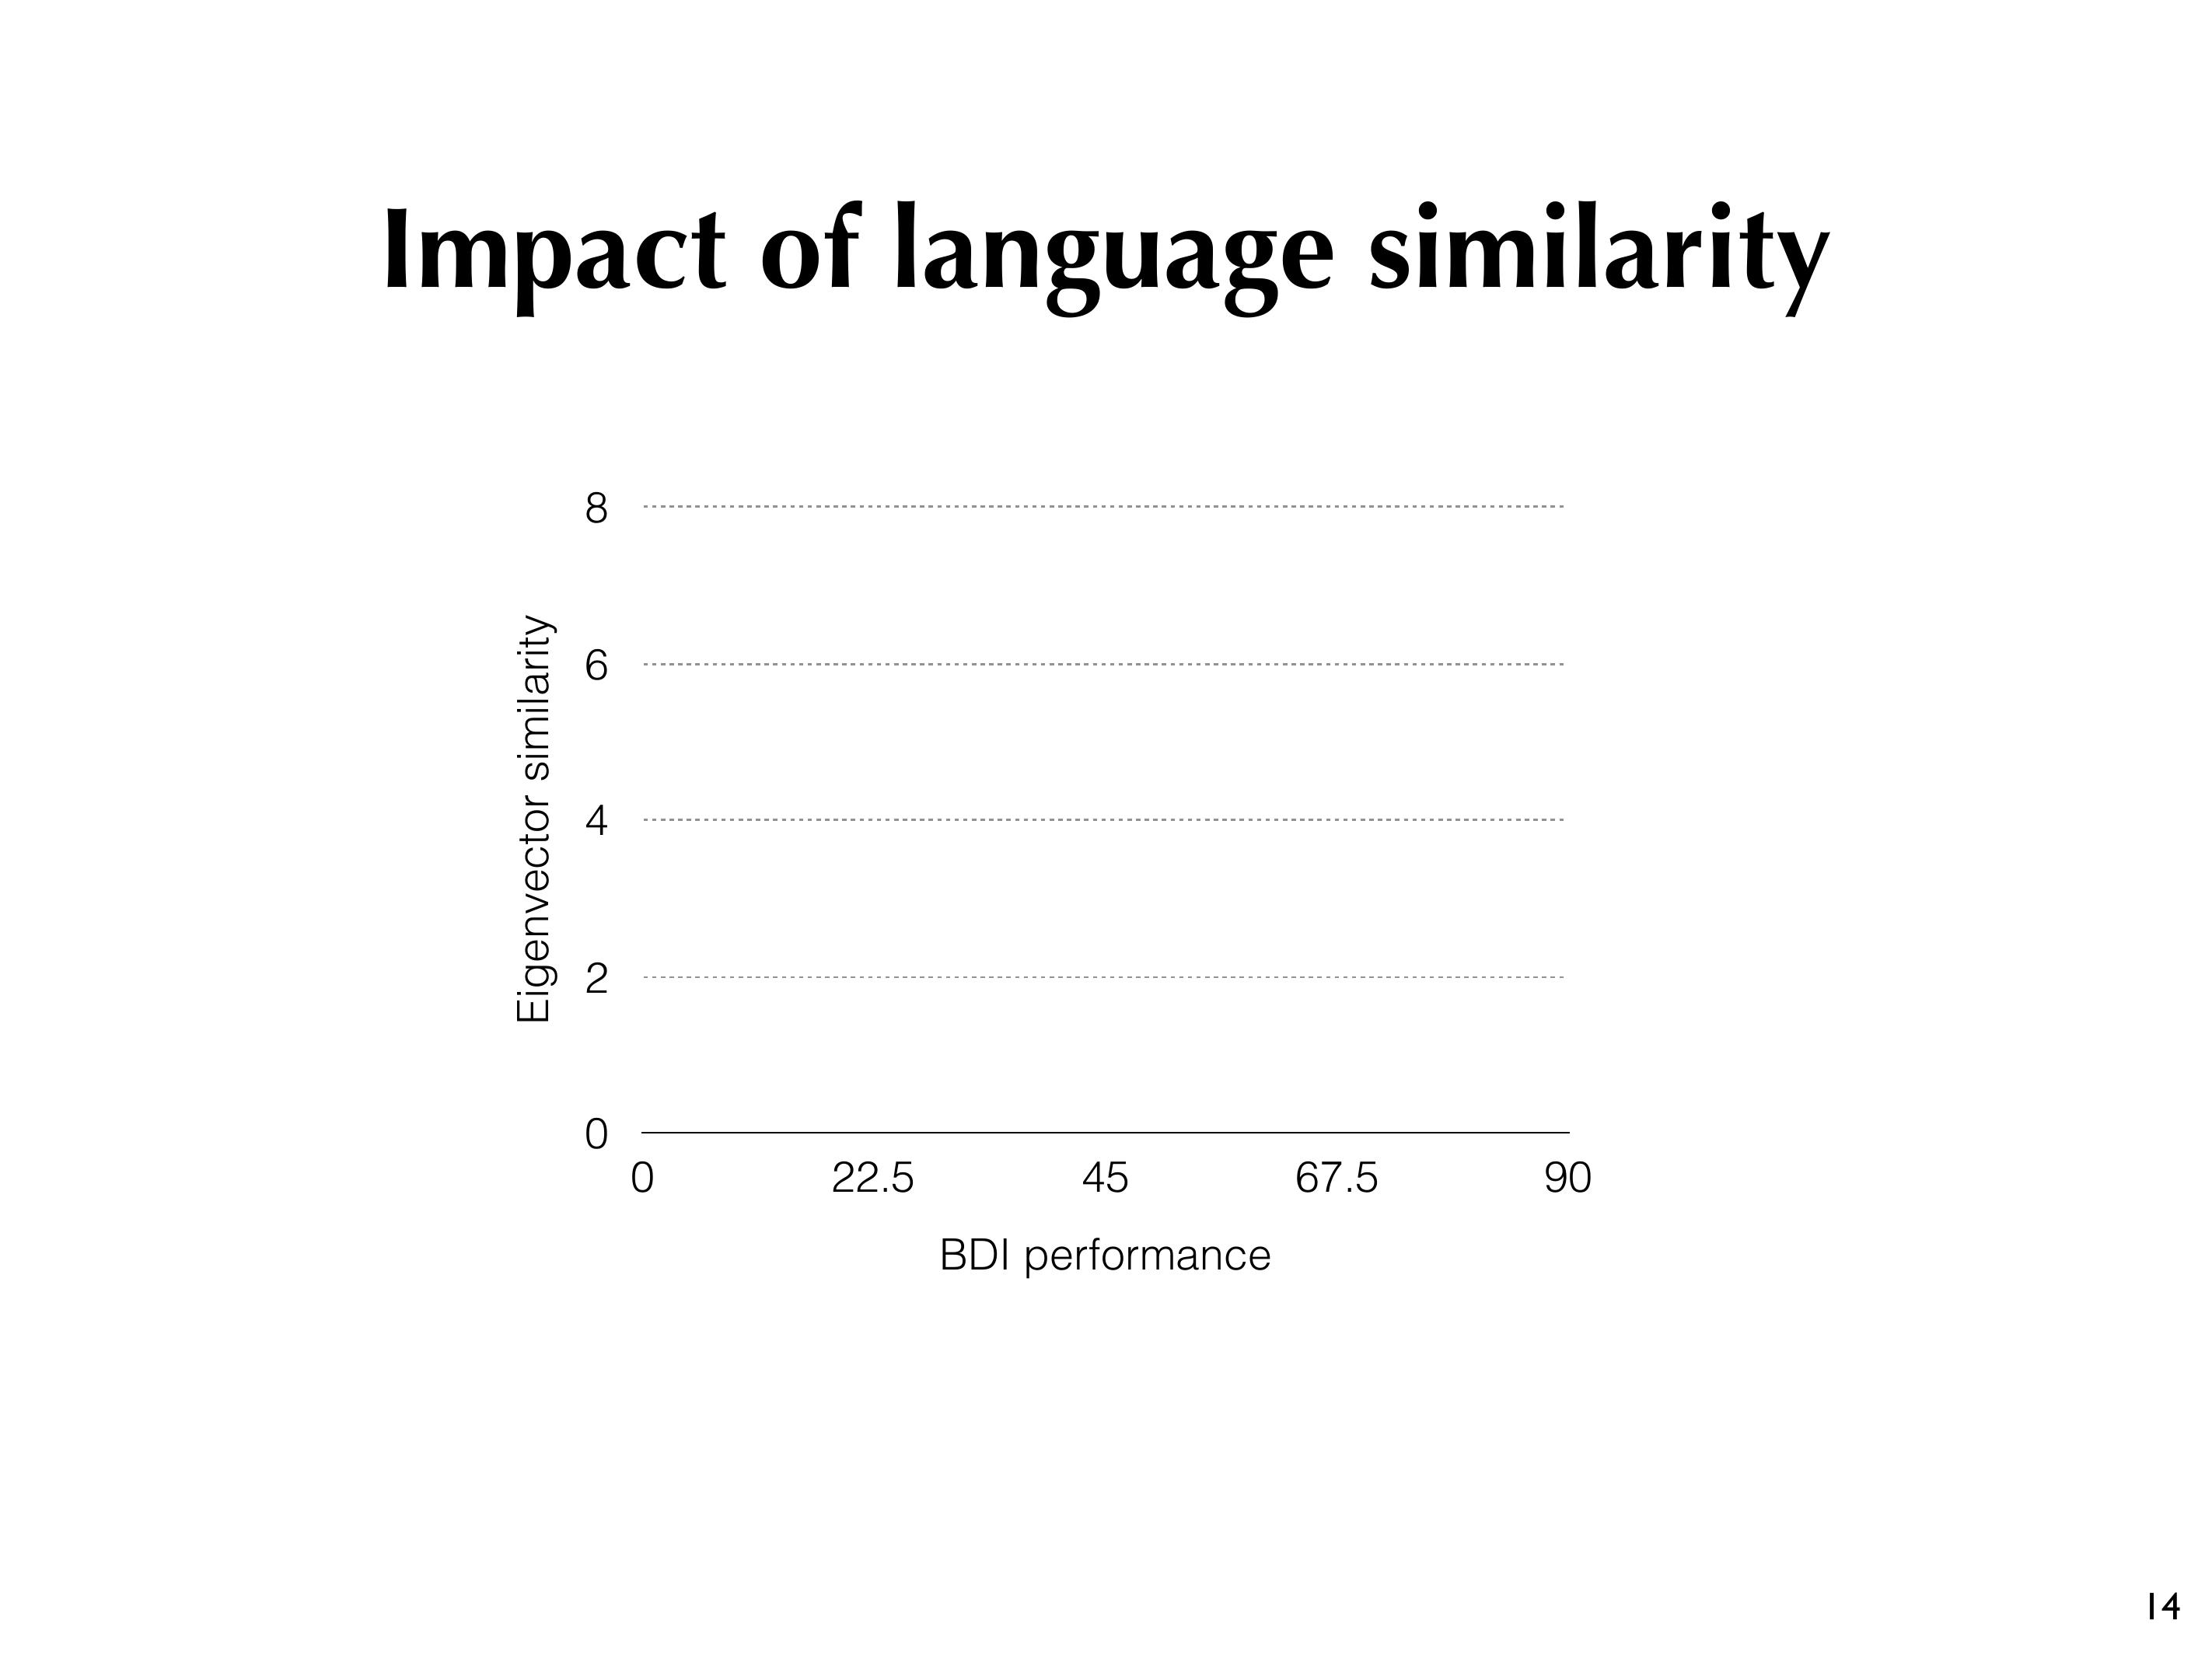 Impact of language similarity
Eigenvector similarity
8
6
4
2
0
0 22.5 45 67.5 90
BDI performance
14